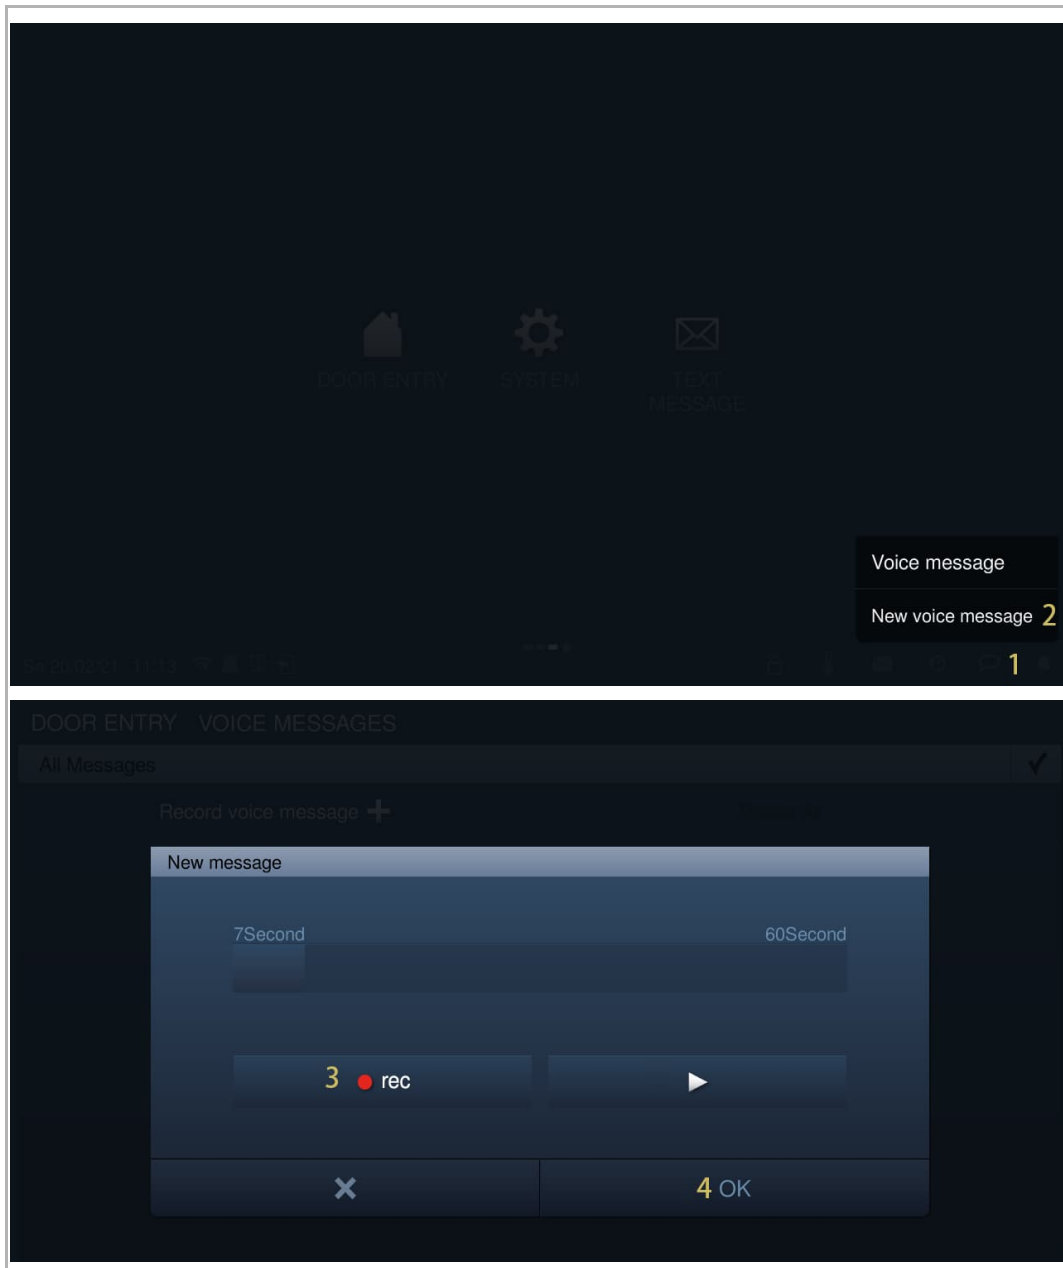 DOOR ENTRY
SYSTEM
TEXT
MESSAGE
Voice message
New voice message 2
1
DOOR ENTRY VOICE MESSAGES
All Messages
Record voice message
New message
7Second
60Second
3 rec
4 OK